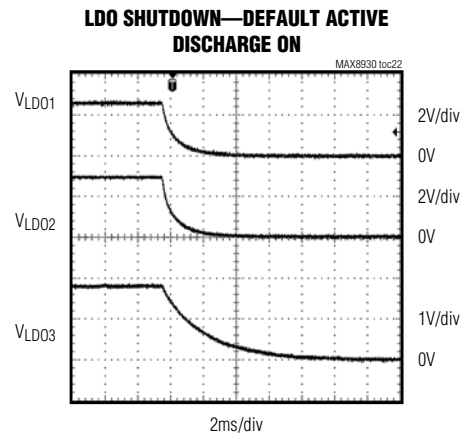 LDO SHUTDOWN—DEFAULT ACTIVE
DISCHARGE ON
MAX8930 toc22
VLDO1
2V/div
0V
VLDO2
2V/div
0V
VLDO3
1V/div
0V
2ms/div